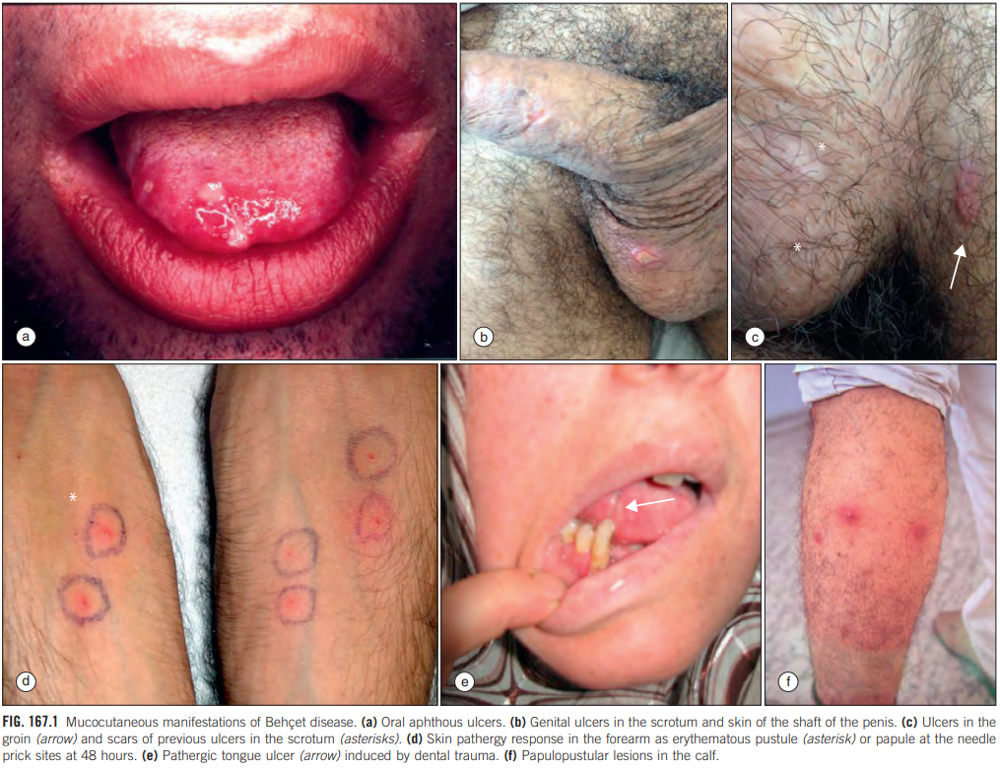 a
b
c
*
*
d
*
e
f
FIG. 167.1 Mucocutaneous manifestations of Behçet disease. (a) Oral aphthous ulcers. (b) Genital ulcers in the scrotum and skin of the shaft of the penis. (c) Ulcers in the
groin (arrow) and scars of previous ulcers in the scrotum (asterisks). (d) Skin pathergy response in the forearm as erythematous pustule (asterisk) or papule at the needle
prick sites at 48 hours. (e) Pathergic tongue ulcer (arrow) induced by dental trauma. (f) Papulopustular lesions in the calf.